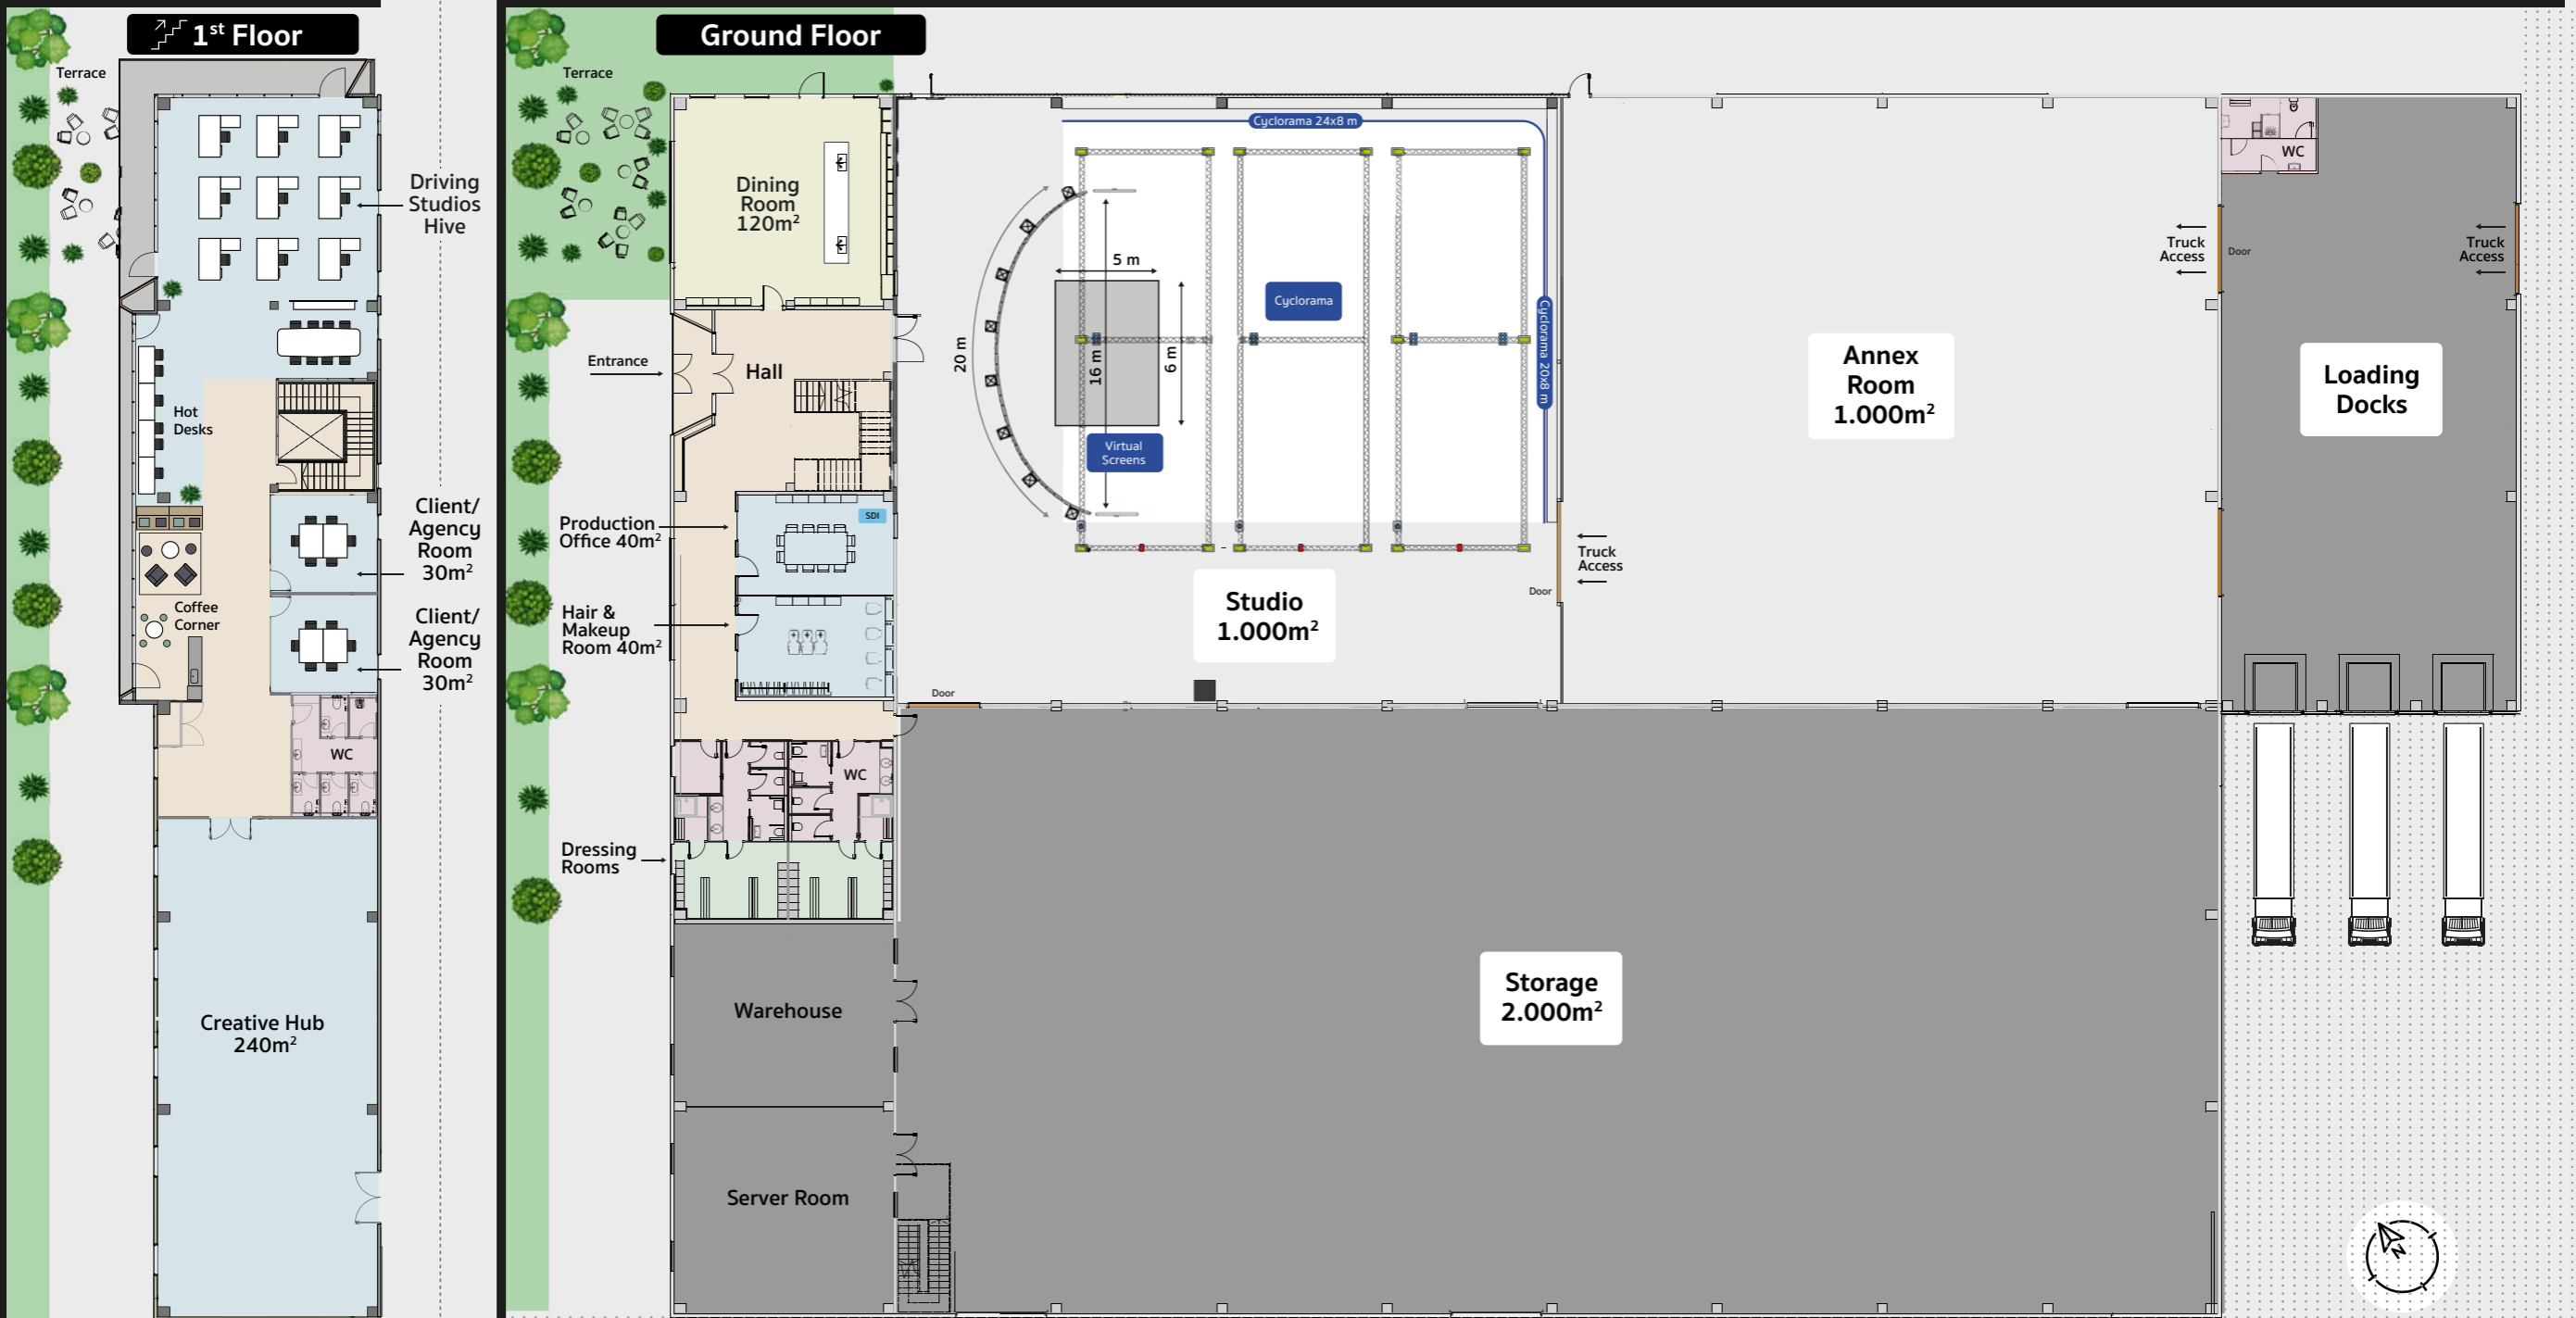 1st Floor
Terrace
Driving
Studios
Hive
Hot
Desks
Client/
Agency
Room
30m²
Coffee
Corner
Client/
Agency
Room
30m²
WC
Creative Hub
240m²
Ground Floor
Terrace
Dining
Room
120m²
Entrance
Hall
Production
Office 40m²
SDI
Hair &
Makeup
Room 40m²
WC
Dressing
Rooms
Warehouse
Server Room
Cyclorama 24x8 m
Cyclorama 20x8 m
Cyclorama
5 m
6 m
16 m
20 m
Virtual
Screens
Studio
1.000m²
Door
Door
Truck
Access
Annex
Room
1.000m²
Truck
Access
Door
WC
Truck
Access
Loading
Docks
Storage
2.000m²
N